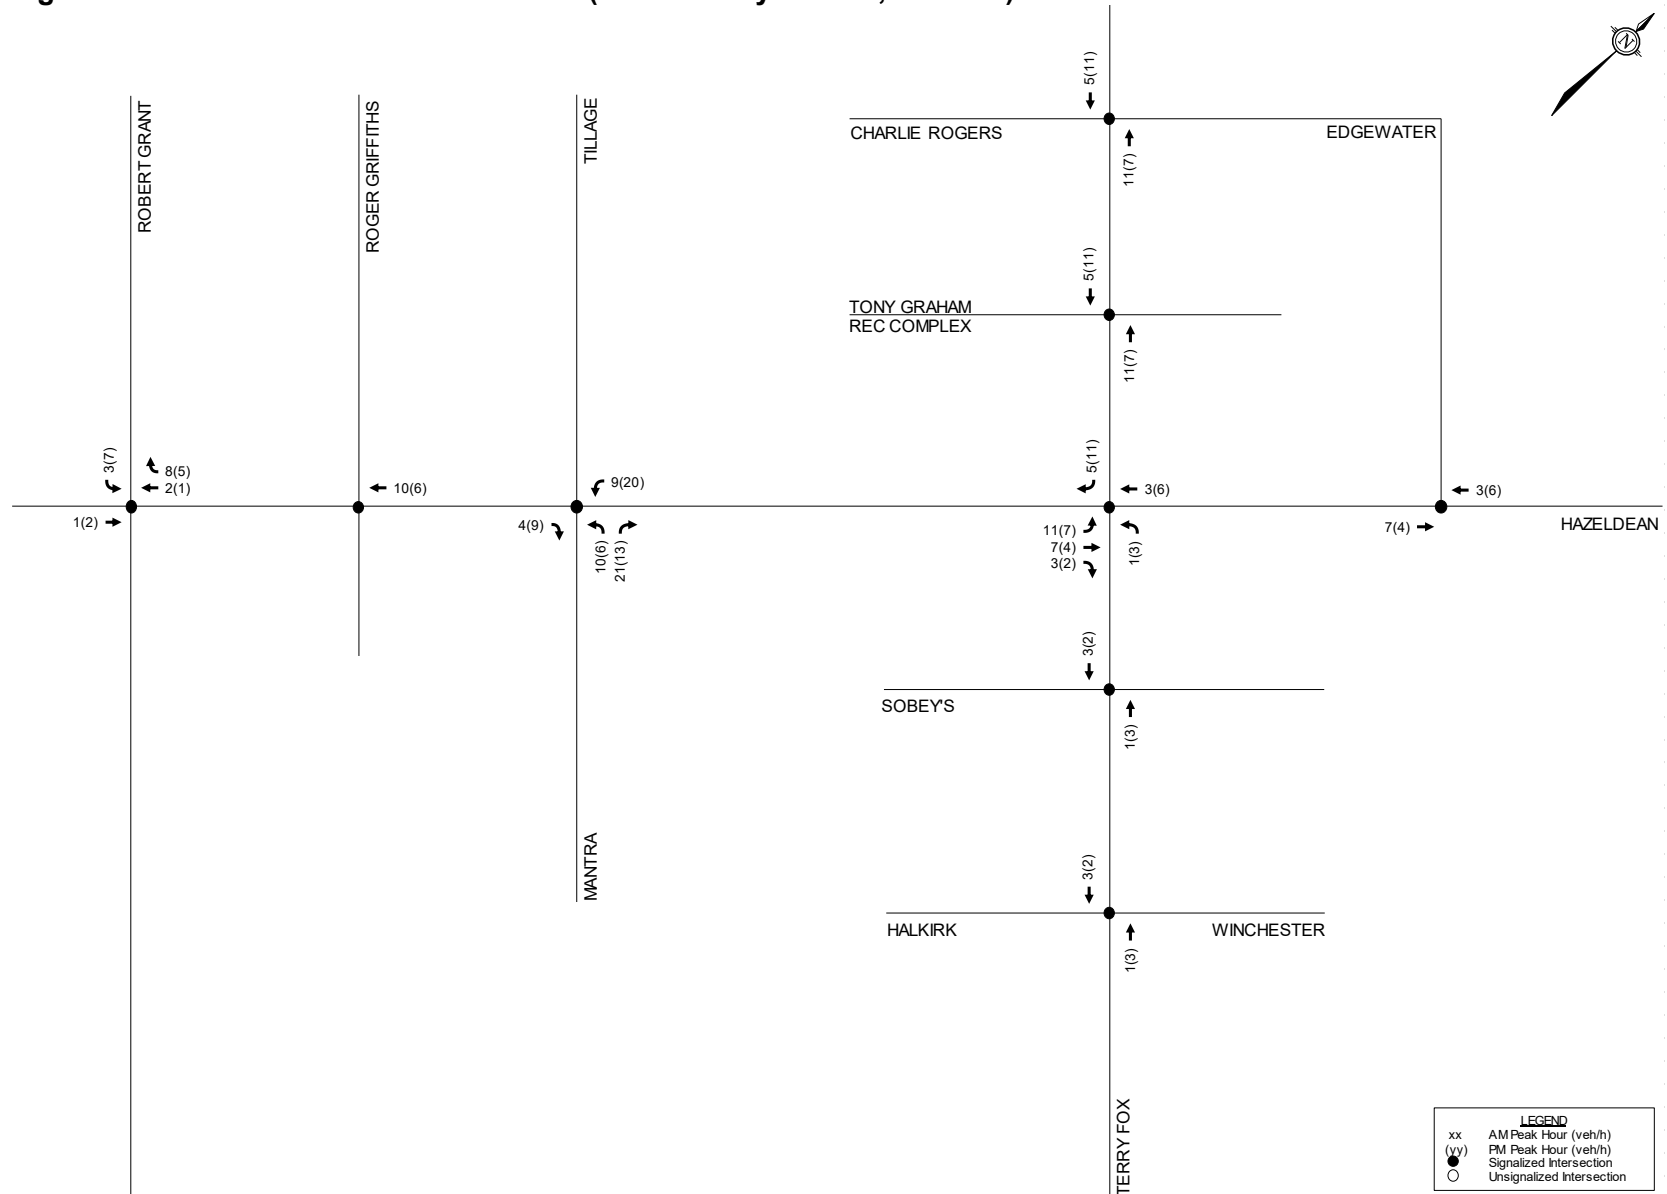 N
5(11)
ROBERT GRANT
ROGER GRIFFITHS
TILLAGE
CHARLIE ROGERS
EDGEWATER
11(7)
5(11)
TONY GRAHAM
REC COMPLEX
11(7)
3(7)
8(5)
2(1)
1(2)
10(6)
9(20)
4(9)
10(6)
21(13)
5(11)
3(6)
11(7)
7(4)
3(2)
1(3)
3(6)
7(4)
HAZELDEAN
3(2)
SOBEY'S
1(3)
MANTRA
3(2)
HALKIRK
WINCHESTER
1(3)
TERRY FOX
LEGEND
xx AM Peak Hour (veh/h)
(yy) PM Peak Hour (veh/h)
Signalized Intersection
Unsignalized Intersection